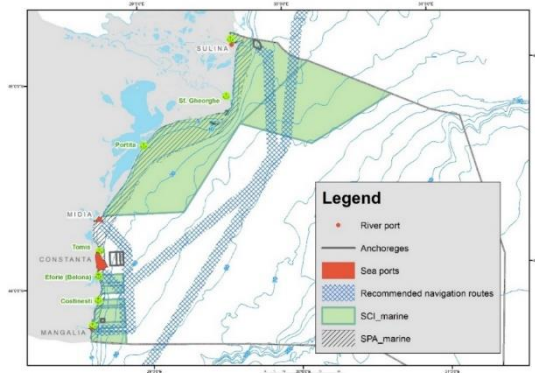 SULINA
Sf. Gheorghe
Portita
MIDIA
Tomis
CONSTANTA
Eforie (Belona)
Costinesti
MANGALIA
Legend
River port
Anchoreges
Sea ports
Recommended navigation routes
SCI_marine
SPA_marine